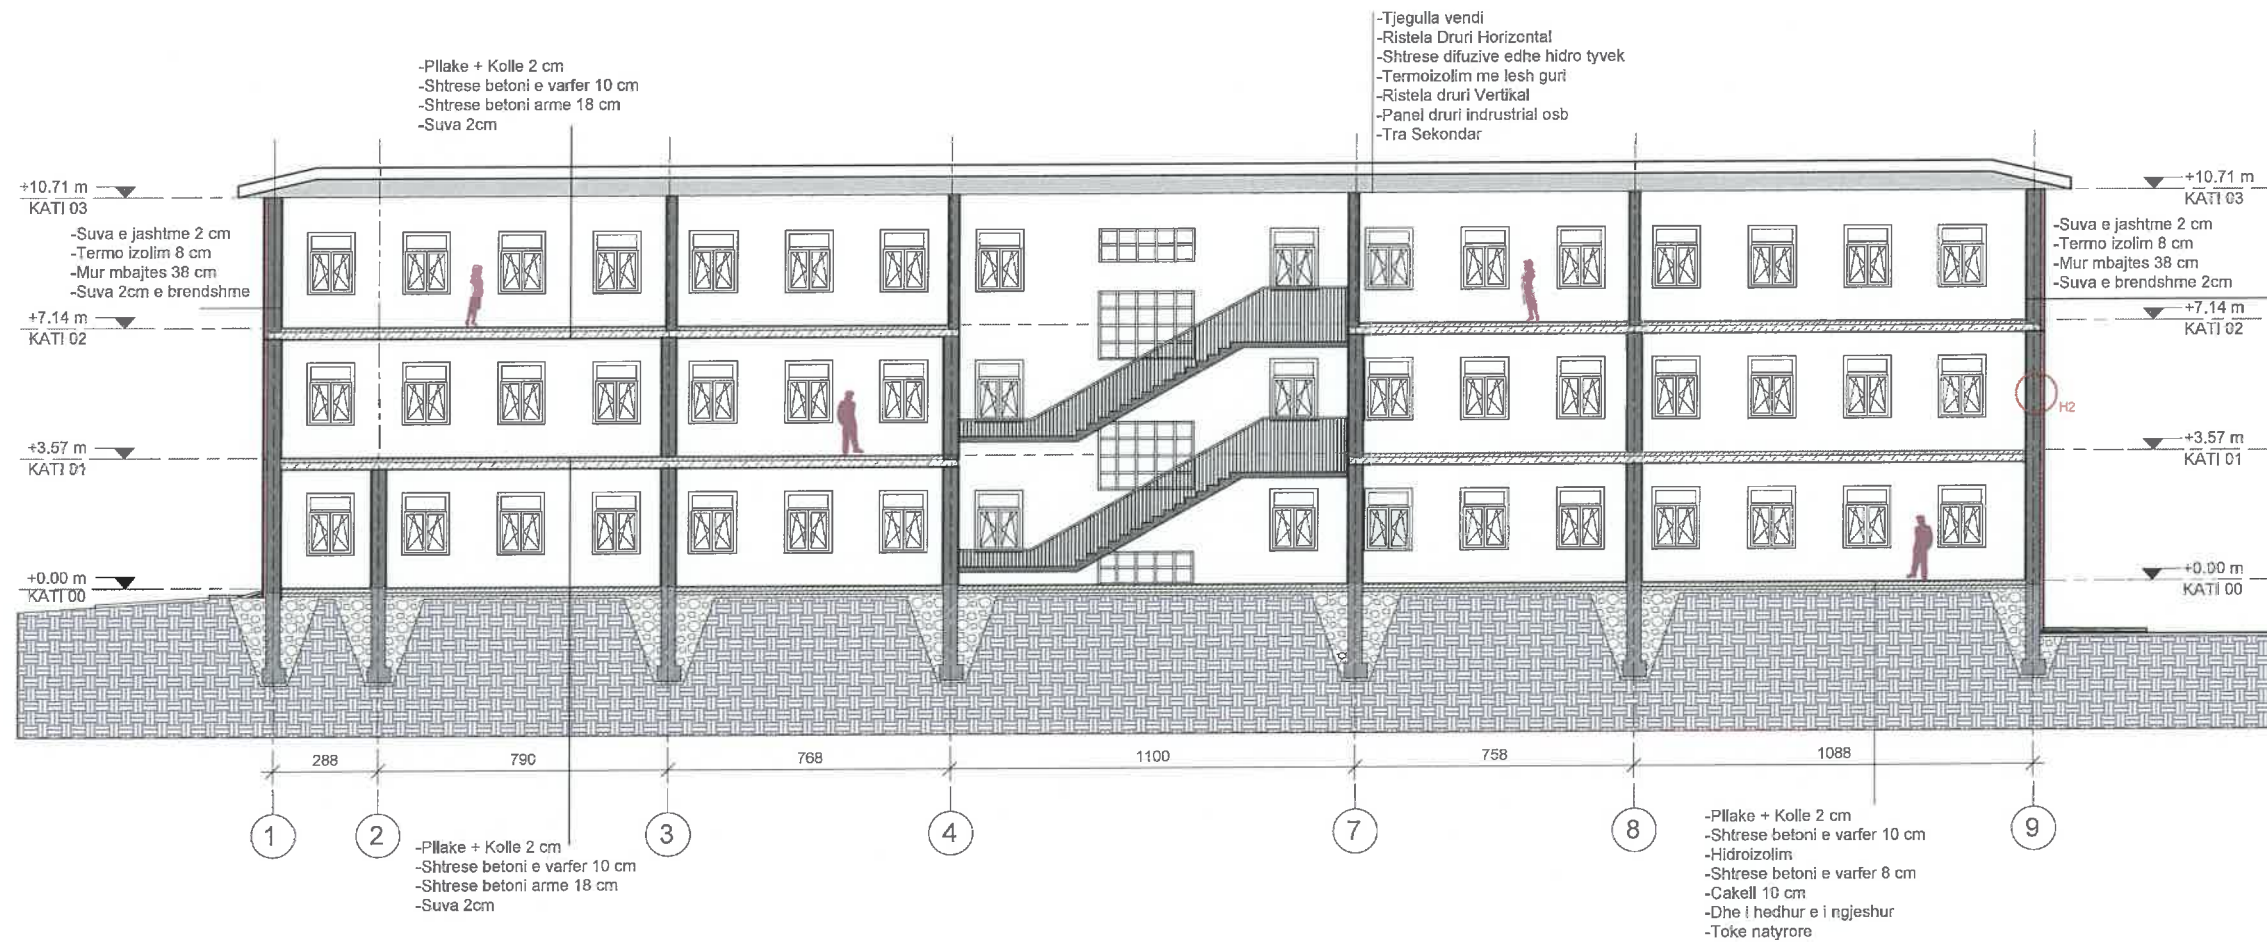 -Tjegulla vendi
-Ristela Druri Horizontal
-Shtrese difuzive edhe hidro tyvek
-Termoizolim me lesh guri
-Ristela druri Vertikal
-Panel druri indrustrial osb
-Tra Sekondar
-Pllake + Kolle 2 cm
-Shtrese betoni e varfer 10 cm
-Shtrese betoni arme 18 cm
-Suva 2cm
+10.71 m
KATI 03
-Suva e jashtme 2 cm
-Termo izolim 8 cm
-Mur mbajtes 38 cm
-Suva 2cm e brendshme
+7.14 m
KATI 02
+3.57 m
KATI 01
+0.00 m
KATI 00
+10.71 m
KATI 03
-Suva e jashtme 2 cm
-Termo izolim 8 cm
-Mur mbajtes 38 cm
-Suva e brendshme 2cm
+7.14 m
KATI 02
H2
+3.57 m
KATI 01
+0.00 m
KATI 00
288 790 768 1100 758 1088
1 2 3 4 7 8 9
-Pllake + Kolle 2 cm
-Shtrese betoni e varfer 10 cm
-Shtrese betoni arme 18 cm
-Suva 2cm
-Pllake + Kolle 2 cm
-Shtrese betoni e varfer 10 cm
-Hidroizolim
-Shtrese betoni e varfer 8 cm
-Cakell 10 cm
-Dhe i hedhur e i ngjeshur
-Toke natyrore